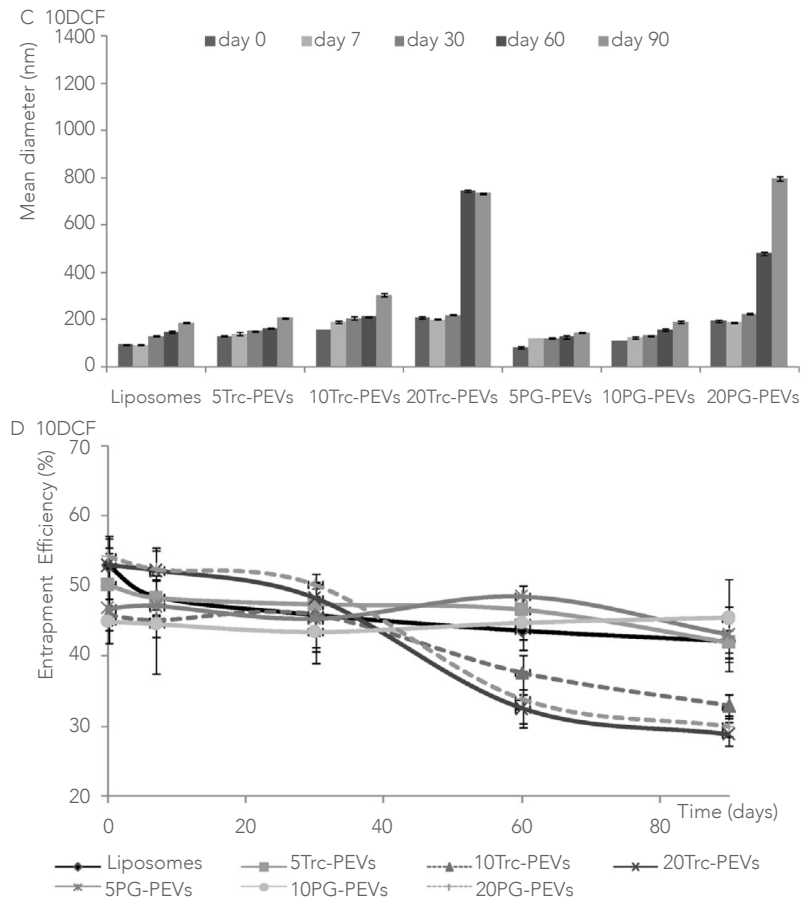 C 10DCF
1400
day 0 day 7 day 30 day 60 day 90
1200
1000
800
600
400
200
0
Mean diameter (nm)
Liposomes 5Trc-PEVs 10Trc-PEVs 20Trc-PEVs 5PG-PEVs 10PG-PEVs 20PG-PEVs
D 10DCF
70
60
50
40
30
20
Entrapment Efficiency (%)
Time (days)
0 20 40 60 80
Liposomes 5Trc-PEVs 10Trc-PEVs 20Trc-PEVs
5PG-PEVs 10PG-PEVs 20PG-PEVs